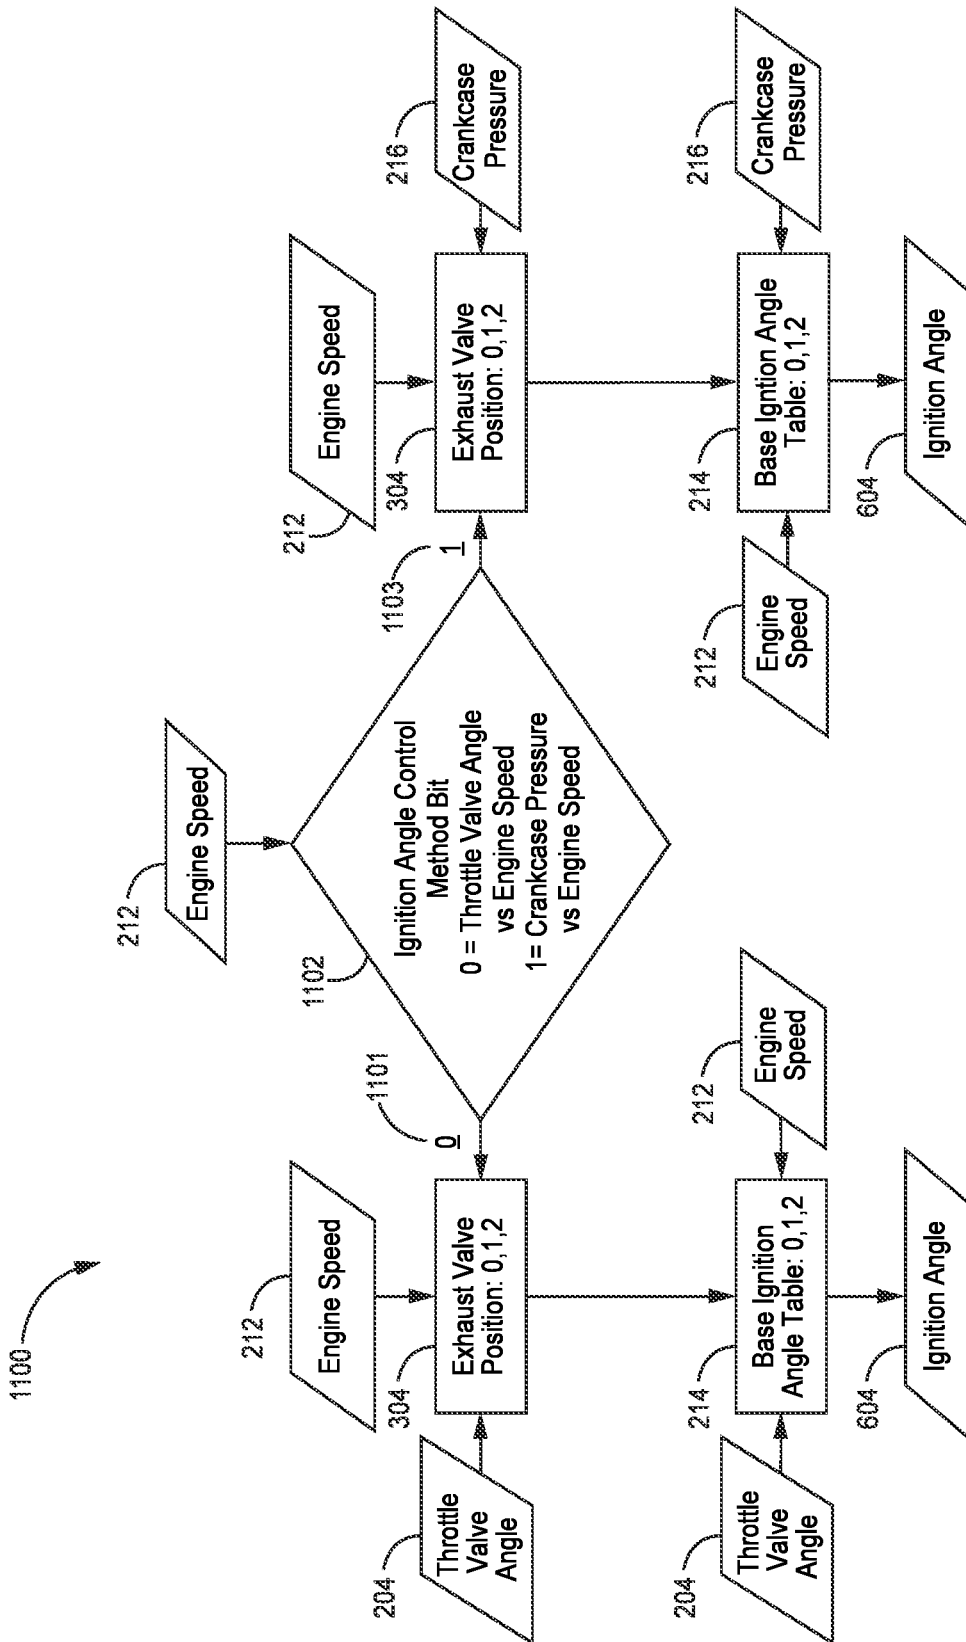 1100
212
Engine Speed
1102
Ignition Angle Control
Method Bit
0 = Throttle Valve Angle
vs Engine Speed
1= Crankcase Pressure
vs Engine Speed
1101
0
1103
1
212
Engine Speed
204
Throttle
Valve
Angle
304
Exhaust Valve
Position: 0,1,2
212
Engine Speed
304
Exhaust Valve
Position: 0,1,2
216
Crankcase
Pressure
204
Throttle
Valve
Angle
214
Base Ignition
Angle Table: 0,1,2
212
Engine
Speed
212
Engine
Speed
214
Base Igntion Angle
Table: 0,1,2
216
Crankcase
Pressure
604
Ignition Angle
604
Ignition Angle